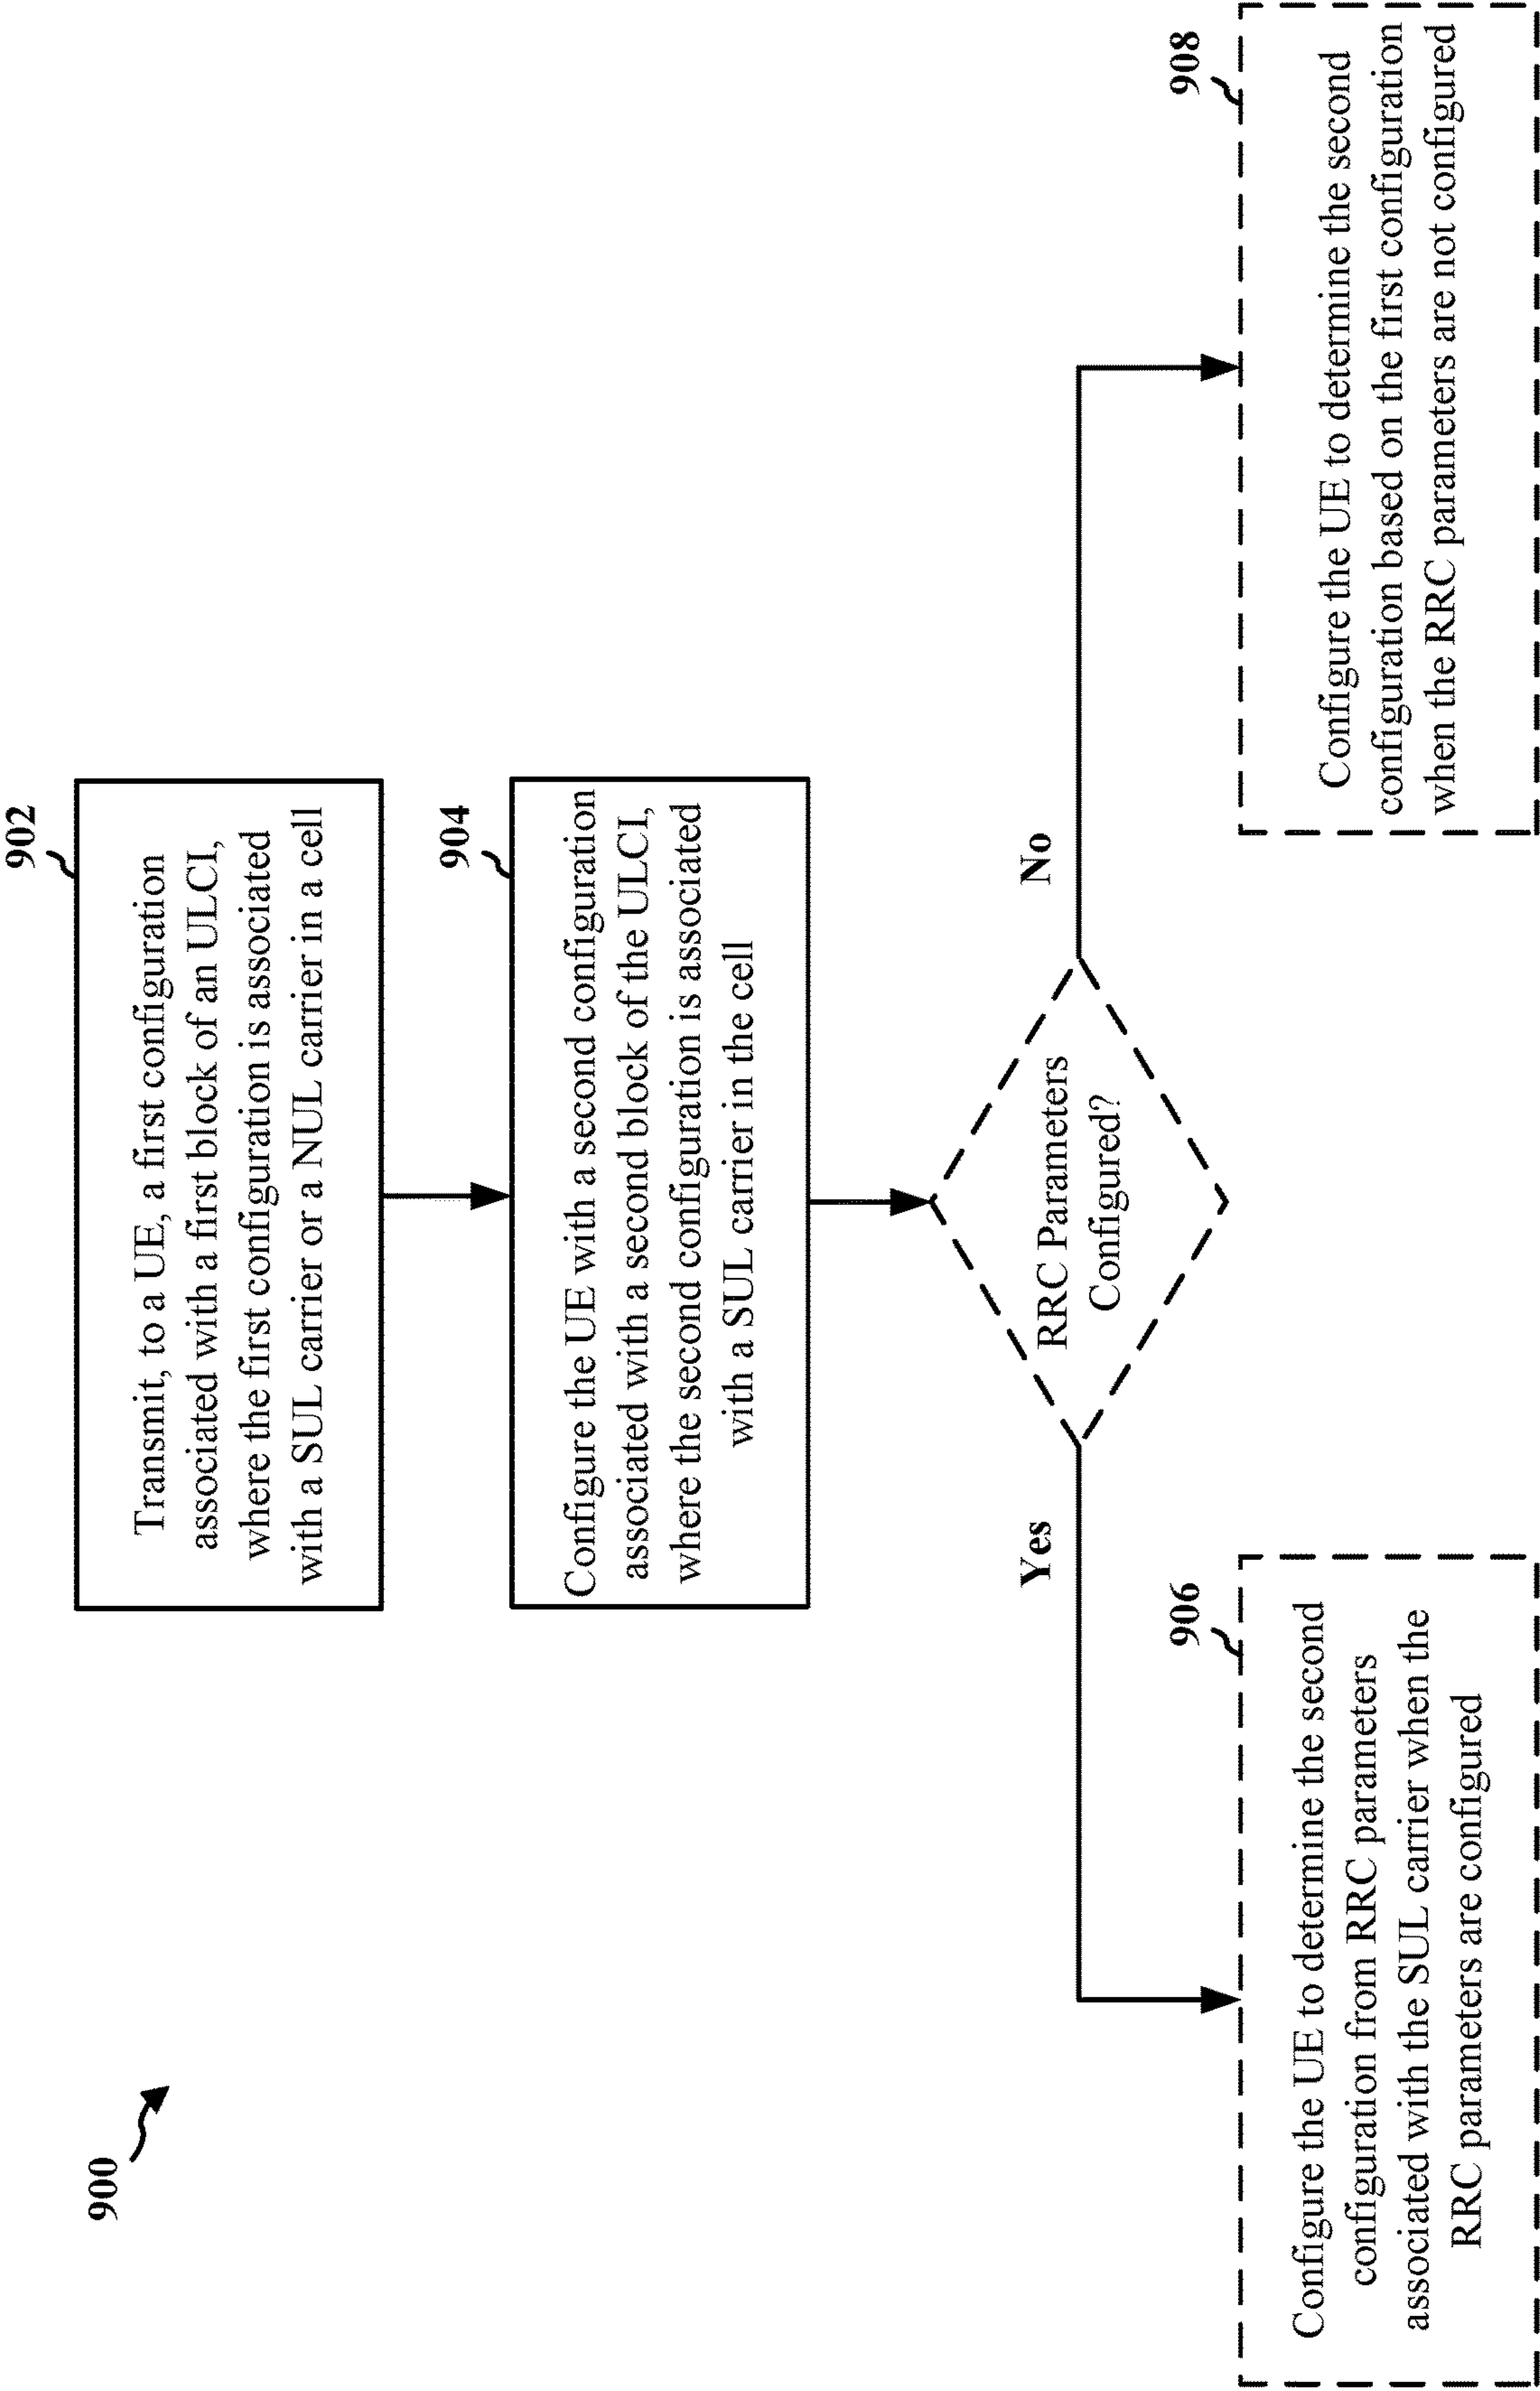 900
902
Transmit, to a UE, a first configuration
associated with a first block of an ULCI,
where the first configuration is associated
with a SUL carrier or a NUL carrier in a cell
904
Configure the UE with a second configuration
associated with a second block of the ULCI,
where the second configuration is associated
with a SUL carrier in the cell
RRC Parameters
Configured?
Yes
No
906
Configure the UE to determine the second
configuration from RRC parameters
associated with the SUL carrier when the
RRC parameters are configured
908
Configure the UE to determine the second
configuration based on the first configuration
when the RRC parameters are not configured